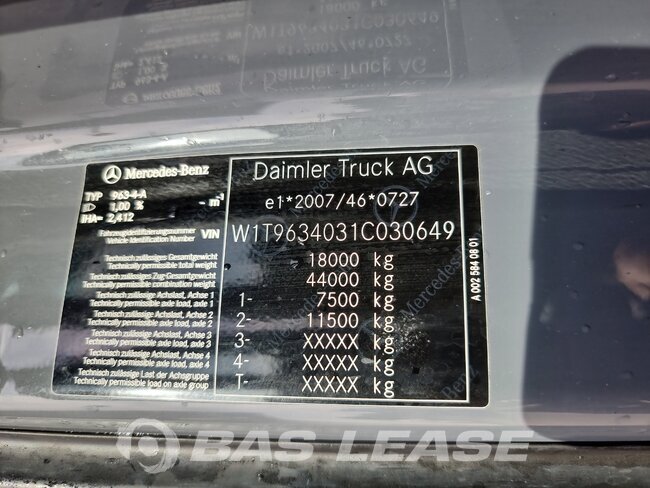 Mercedes-Benz
Daimler Truck AG
TYP 963-4-A
1,00 % - m⁻¹
IHA= 2,412
e1*2007/46*0727
Fahrzeugidentifizierungsnummer
Vehicle Identification Number VIN W1T9634031C030649
Technisch zulässiges Gesamtgewicht
Technically permissible total weight 18000 kg
Technisch zulässiges Zug-Gesamtgewicht
Technically permissible combination weight 44000 kg
Technisch zulässige Achslast, Achse 1
Technically permissible axle load, axle 1 1- 7500 kg
Technisch zulässige Achslast, Achse 2
Technically permissible axle load, axle 2 2- 11500 kg
Technisch zulässige Achslast, Achse 3
Technically permissible axle load, axle 3 3- XXXXX kg
Technisch zulässige Achslast, Achse 4
Technically permissible axle load, axle 4 4- XXXXX kg
Technisch zulässige Last der Achsgruppe
Technically permissible load on axle group T- XXXXX kg
A 002 584 08 01
BAS LEASE